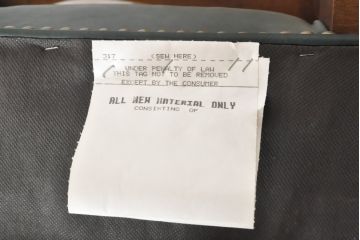 317 (SEW HERE)
UNDER PENALTY OF LAW
THIS TAG NOT TO BE REMOVED
EXCEPT BY THE CONSUMER
ALL NEW MATERIAL ONLY
CONSISTING OF